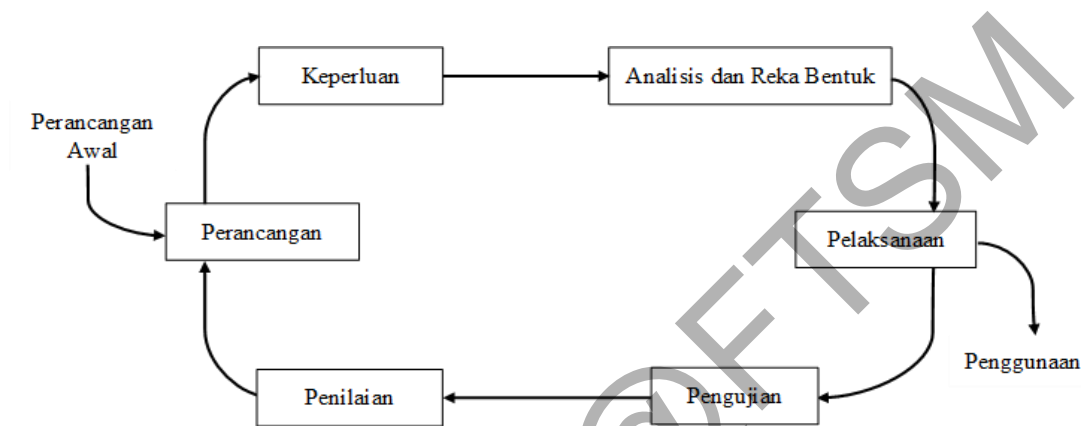 Keperluan
Analisis dan Reka Bentuk
Perancangan
Awal
Perancangan
Pelaksanaan
Penggunaan
Penilaian
Pengujian
@FTSM